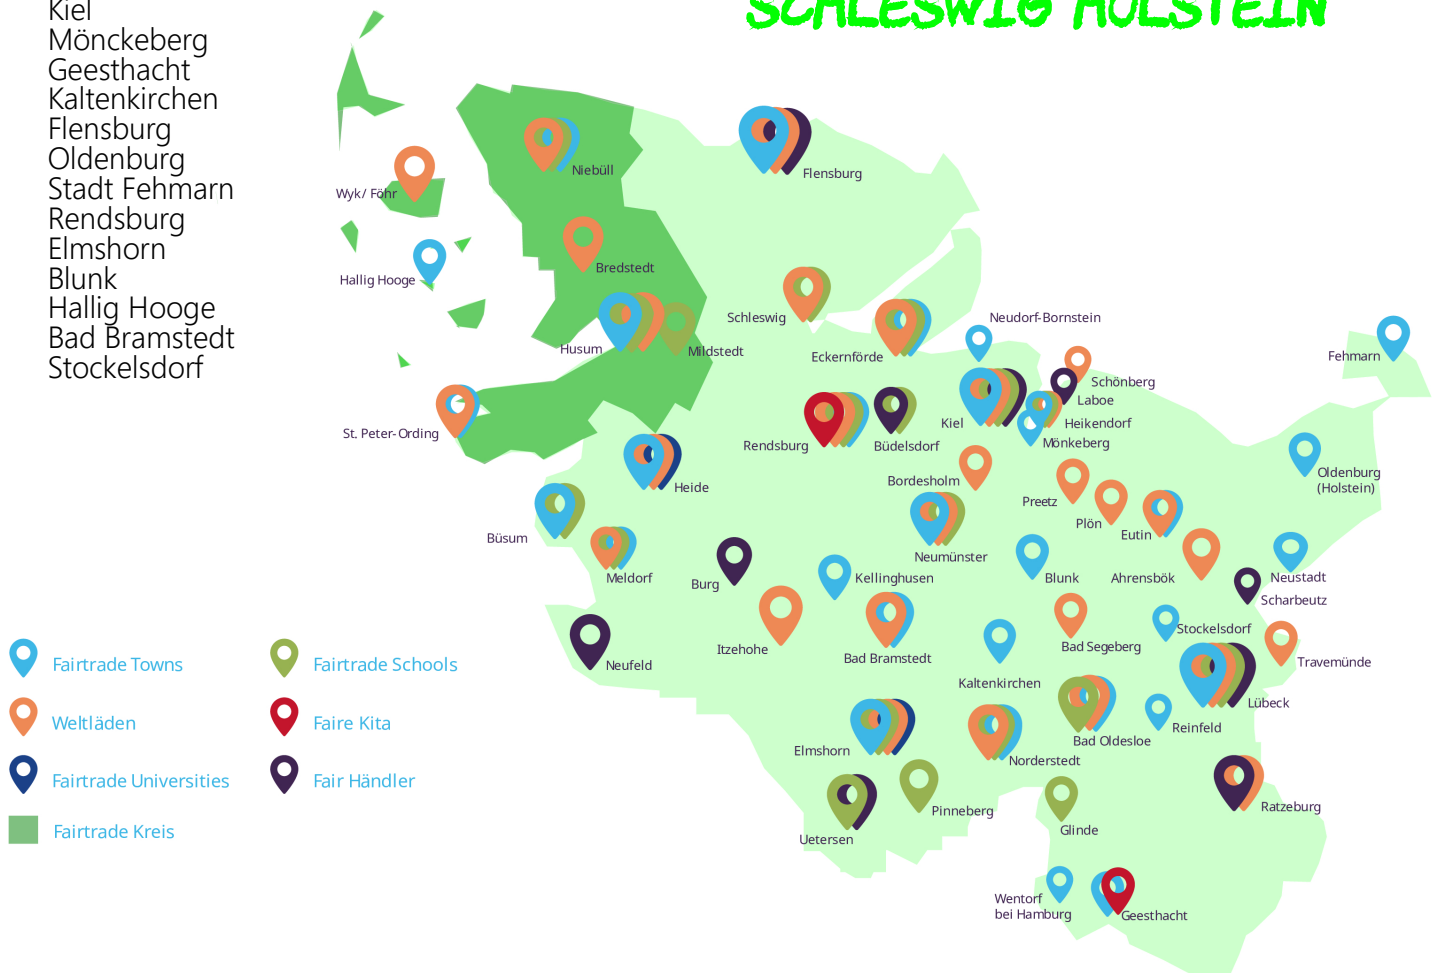 SCHLESWIG HOLSTEIN
Kiel
Mönckeberg
Geesthacht
Kaltenkirchen
Flensburg
Oldenburg
Stadt Fehmarn
Rendsburg
Elmshorn
Blunk
Hallig Hooge
Bad Bramstedt
Stockelsdorf
Niebüll
Flensburg
Wyk/ Föhr
Bredstedt
Hallig Hooge
Schleswig
Neudorf-Bornstein
Husum
Mildstedt
Eckernförde
Fehmarn
Schönberg
Laboe
St. Peter-Ording
Kiel
Heikendorf
Rendsburg
Büdelsdorf
Mönkeberg
Oldenburg
(Holstein)
Bordesholm
Heide
Preetz
Plön
Büsum
Eutin
Neumünster
Meldorf
Burg
Kellinghusen
Blunk
Ahrensbök
Neustadt
Scharbeutz
Stockelsdorf
Itzehohe
Bad Bramstedt
Bad Segeberg
Neufeld
Travemünde
Kaltenkirchen
Lübeck
Reinfeld
Elmshorn
Bad Oldesloe
Norderstedt
Pinneberg
Ratzeburg
Uetersen
Glinde
Wentorf
bei Hamburg
Geesthacht
Fairtrade Towns
Fairtrade Schools
Weltläden
Faire Kita
Fairtrade Universities
Fair Händler
Fairtrade Kreis